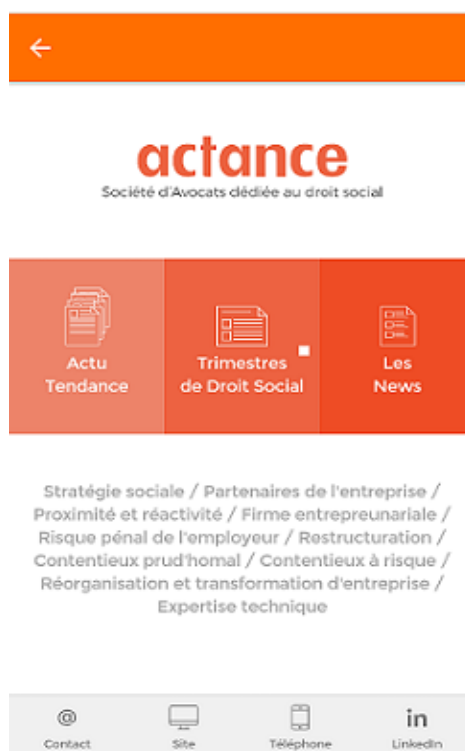 actance
Société d'Avocats dédiée au droit social
Actu
Tendance
Trimestres
de Droit Social
Les
News
Stratégie sociale / Partenaires de l'entreprise /
Proximité et réactivité / Firme entrepreunariale /
Risque pénal de l'employeur / Restructuration /
Contentieux prud'homal / Contentieux à risque /
Réorganisation et transformation d'entreprise /
Expertise technique
@
Contact
Site
Téléphone
in
LinkedIn